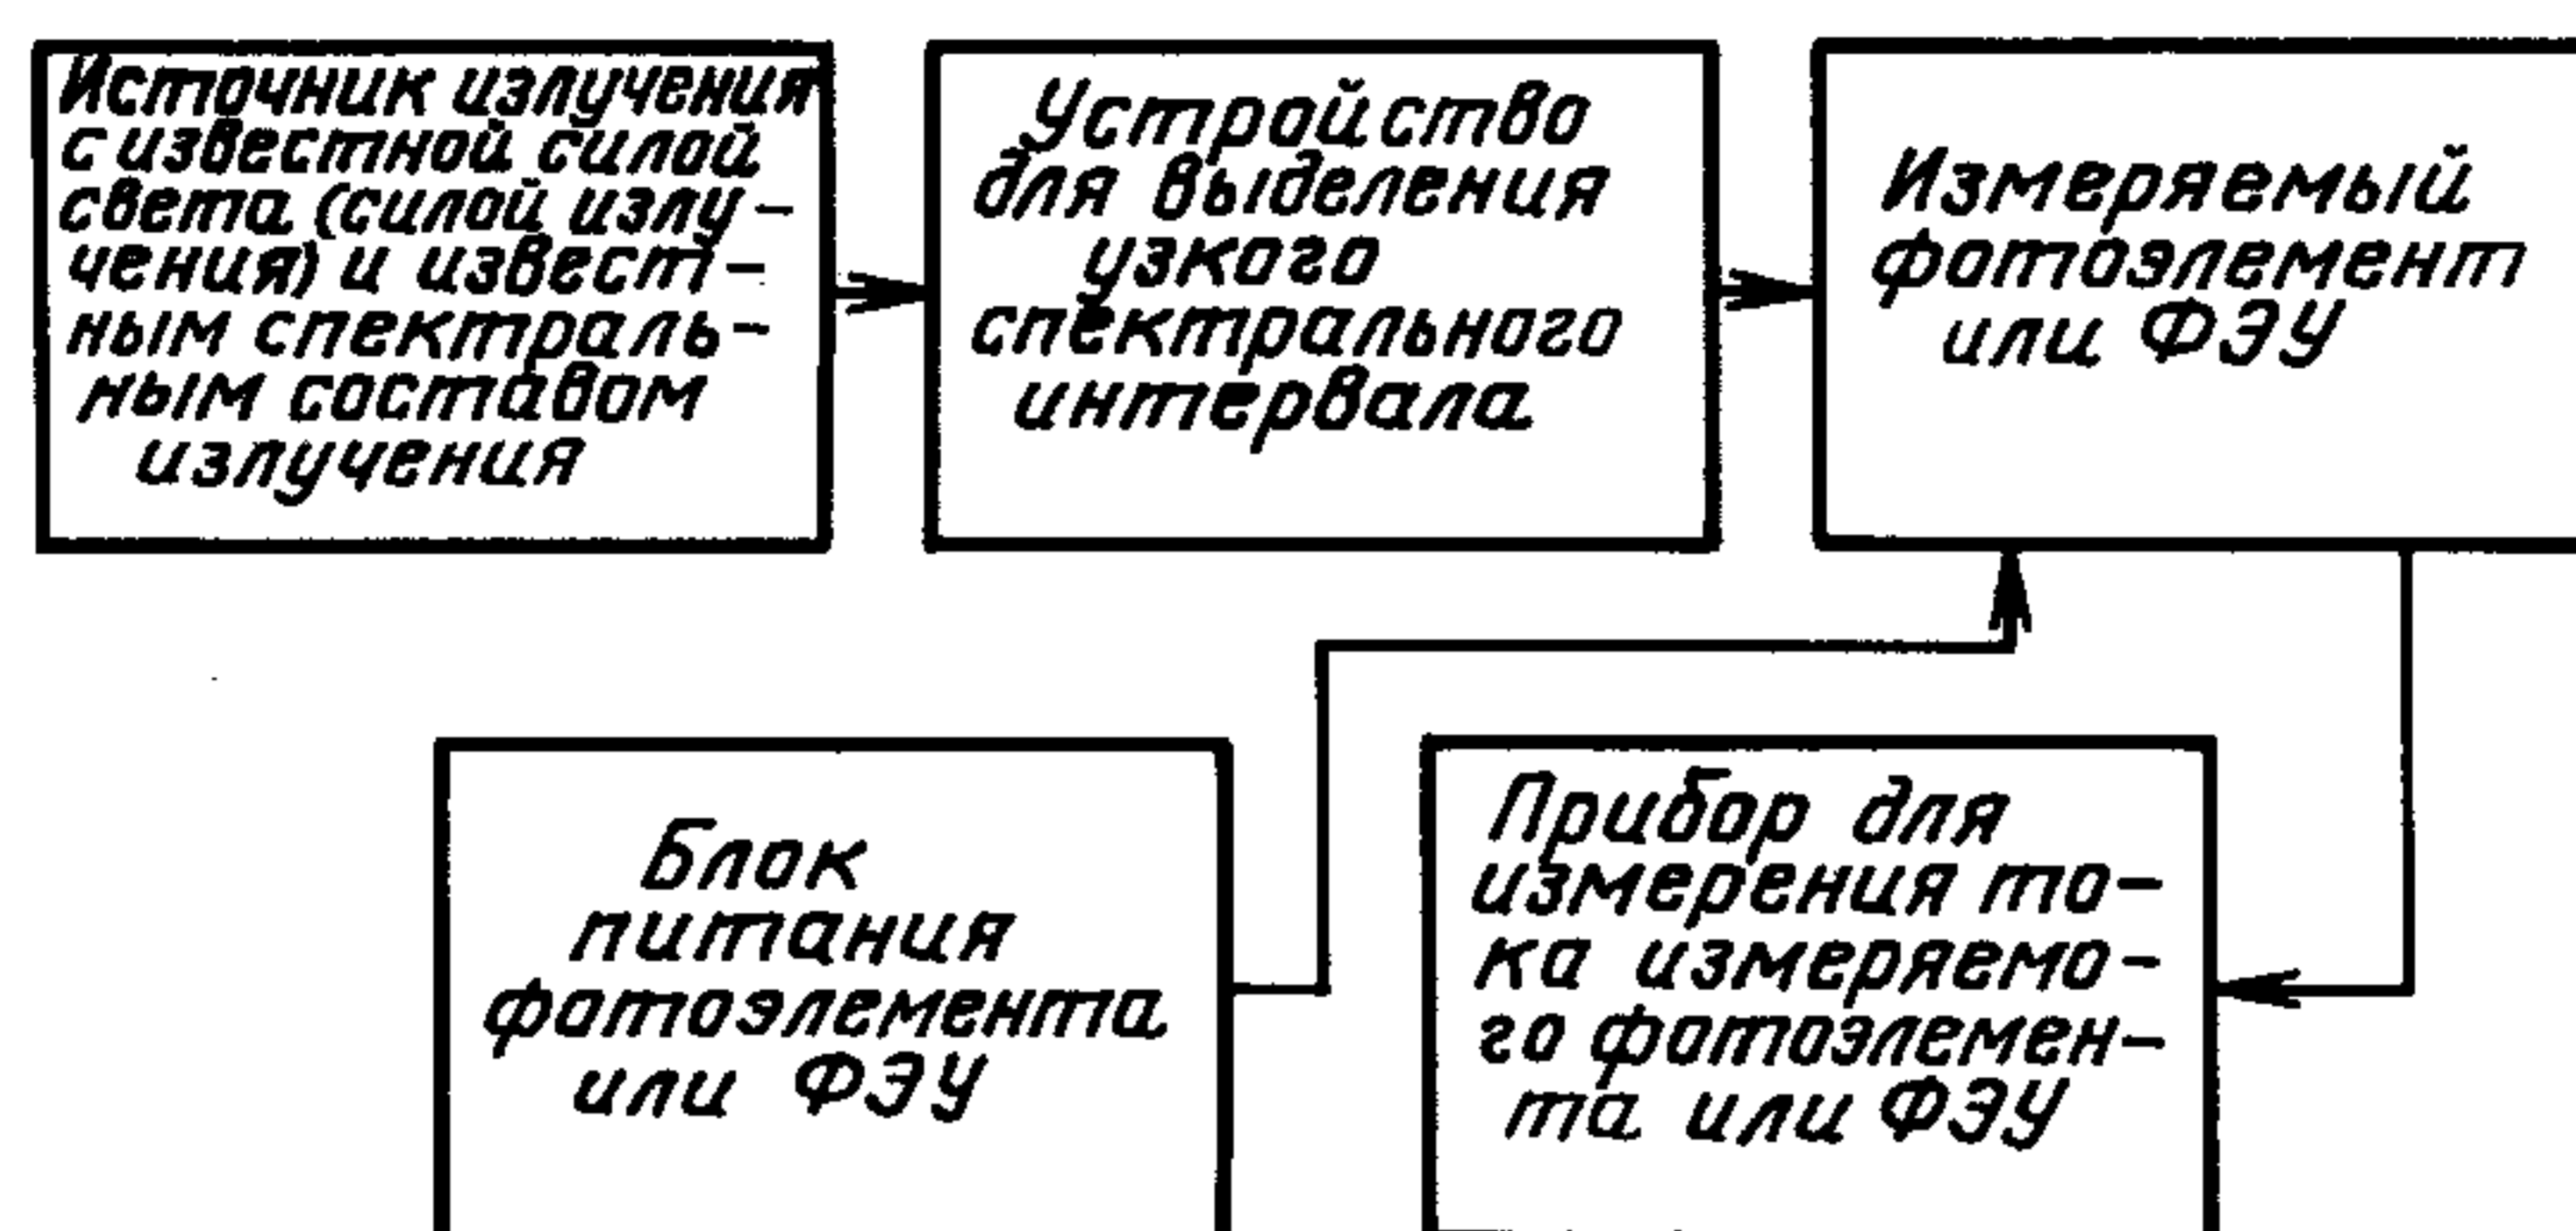 Источник излучения
с известной силой
света (силой излу-
чения) и извест-
ным спектраль-
ным составом
излучения
Устройство
для выделения
узкого
спектрального
интервала
Измеряемый
фотоэлемент
или ФЭУ
Блок
питания
фотоэлемента
или ФЭУ
Прибор для
измерения то-
ка измеряемо-
го фотоэлемен-
та или ФЭУ